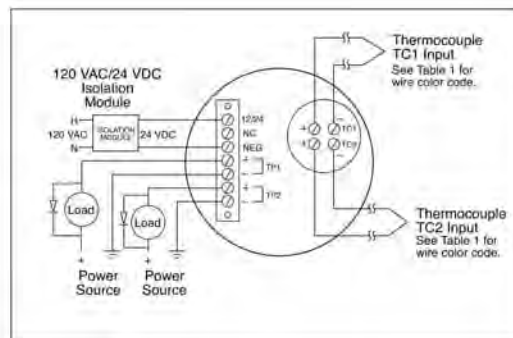 120 VAC/24 VDC
Isolation
Module
H
120 VAC
N
ISOLATION
MODULE
24 VDC
12/24
NC
NEG
+
−
TP1
+
−
TP2
Load
Load
+
Power
Source
+
Power
Source
−
+
TC1
+
TC2
−
Thermocouple
TC1 Input
See Table 1 for
wire color code.
Thermocouple
TC2 Input
See Table 1 for
wire color code.